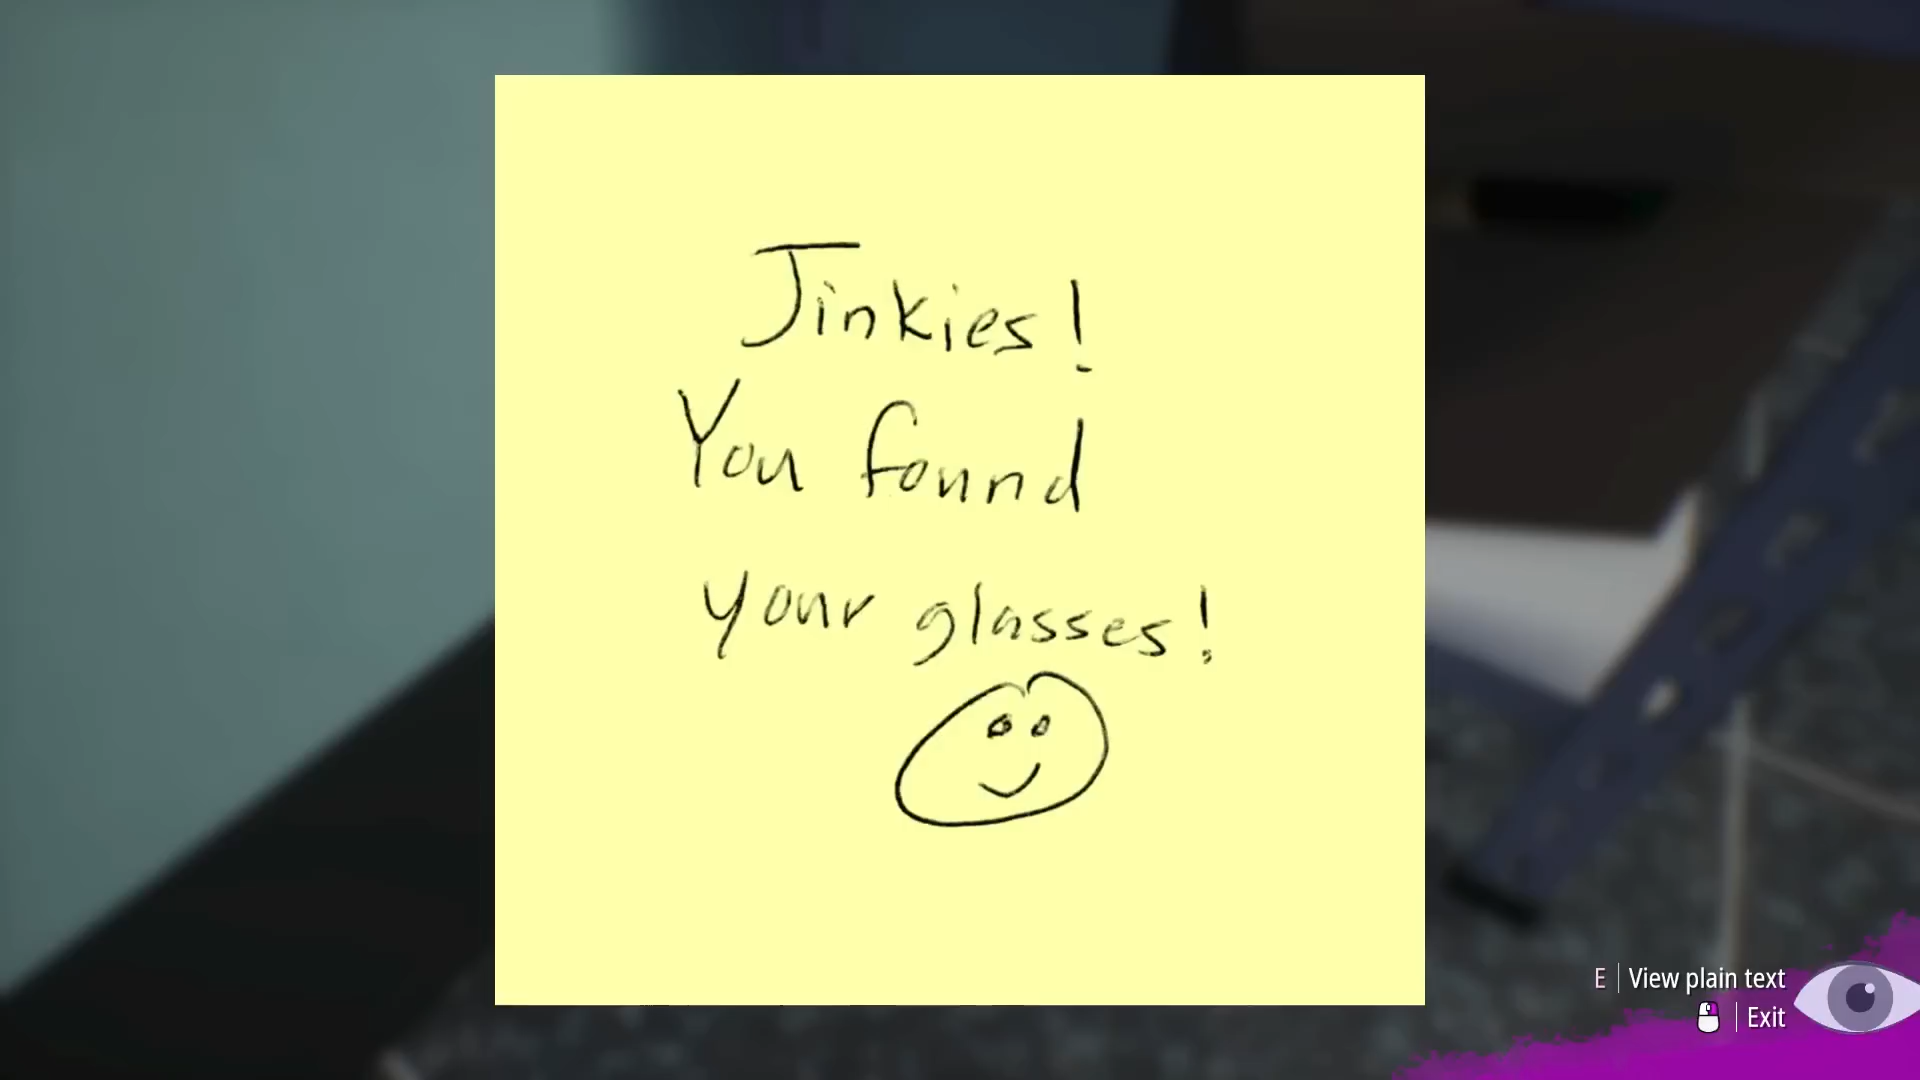 Jinkies!
You found
your glasses!
E | View plain text
| Exit